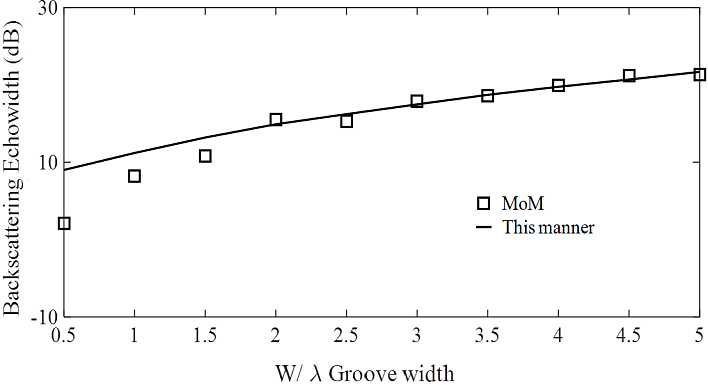 30
10
-10
Backscattering Echowidth (dB)
MoM
This manner
0.5 1 1.5 2 2.5 3 3.5 4 4.5 5
W/ λ Groove width